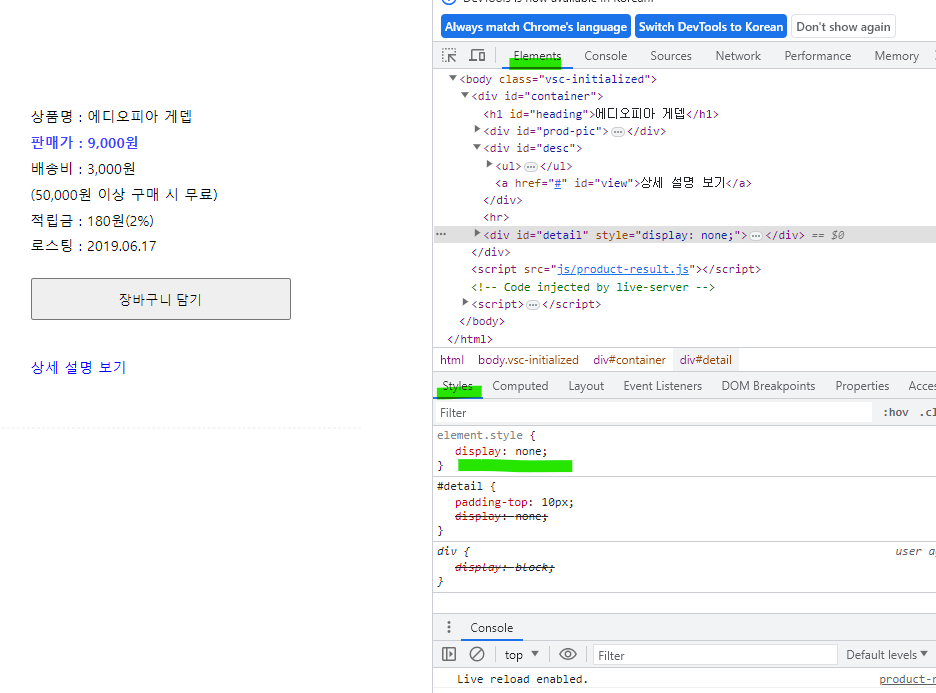 상품명 : 에디오피아 게뎁
판매가 : 9,000원
배송비 : 3,000원
(50,000원 이상 구매 시 무료)
적립금 : 180원(2%)
로스팅 : 2019.06.17
장바구니 담기
상세 설명 보기
Always match Chrome's language Switch DevTools to Korean Don't show again
Elements Console Sources Network Performance Memory
<body class="vsc-initialized">
<div id="container">
<h1 id="heading">에디오피아 게뎁</h1>
<div id="prod-pic"> … </div>
<div id="desc">
<ul> … </ul>
<a href="#" id="view">상세 설명 보기</a>
</div>
<hr>
<div id="detail" style="display: none;"> … </div> == $0
</div>
<script src="js/product-result.js"></script>
<!-- Code injected by live-server -->
<script> … </script>
</body>
</html>
html body.vsc-initialized div#container div#detail
Styles Computed Layout Event Listeners DOM Breakpoints Properties
Filter :hov
element.style {
display: none;
}
#detail {
padding-top: 10px;
display: none;
}
div { user
display: block;
}
Console
top Filter Default levels
Live reload enabled.